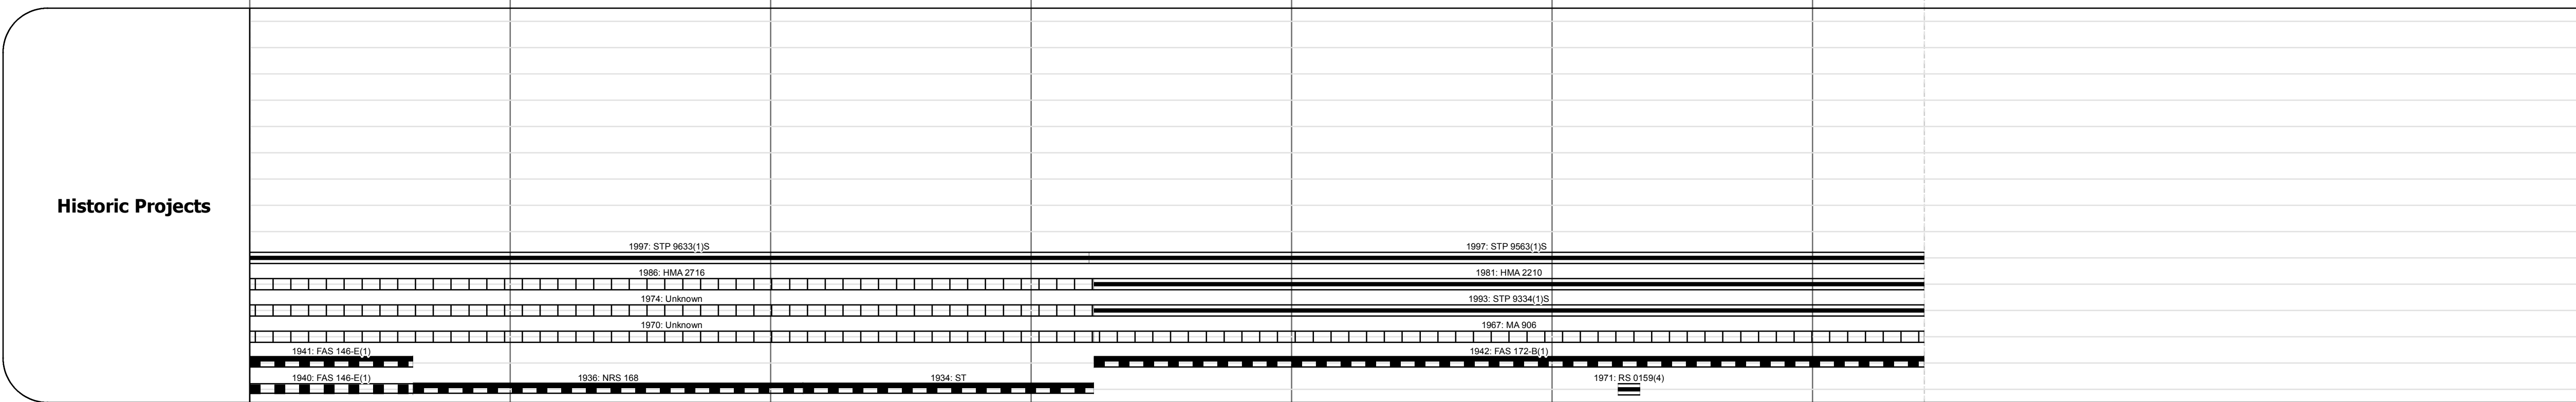 Historic Projects
1997: STP 9633(1)S
1997: STP 9563(1)S
1986: HMA 2716
1981: HMA 2210
1974: Unknown
1993: STP 9334(1)S
1970: Unknown
1967: MA 906
1941: FAS 146-E(1)
1942: FAS 172-B(1)
1940: FAS 146-E(1)
1936: NRS 168
1934: ST
1971: RS 0159(4)